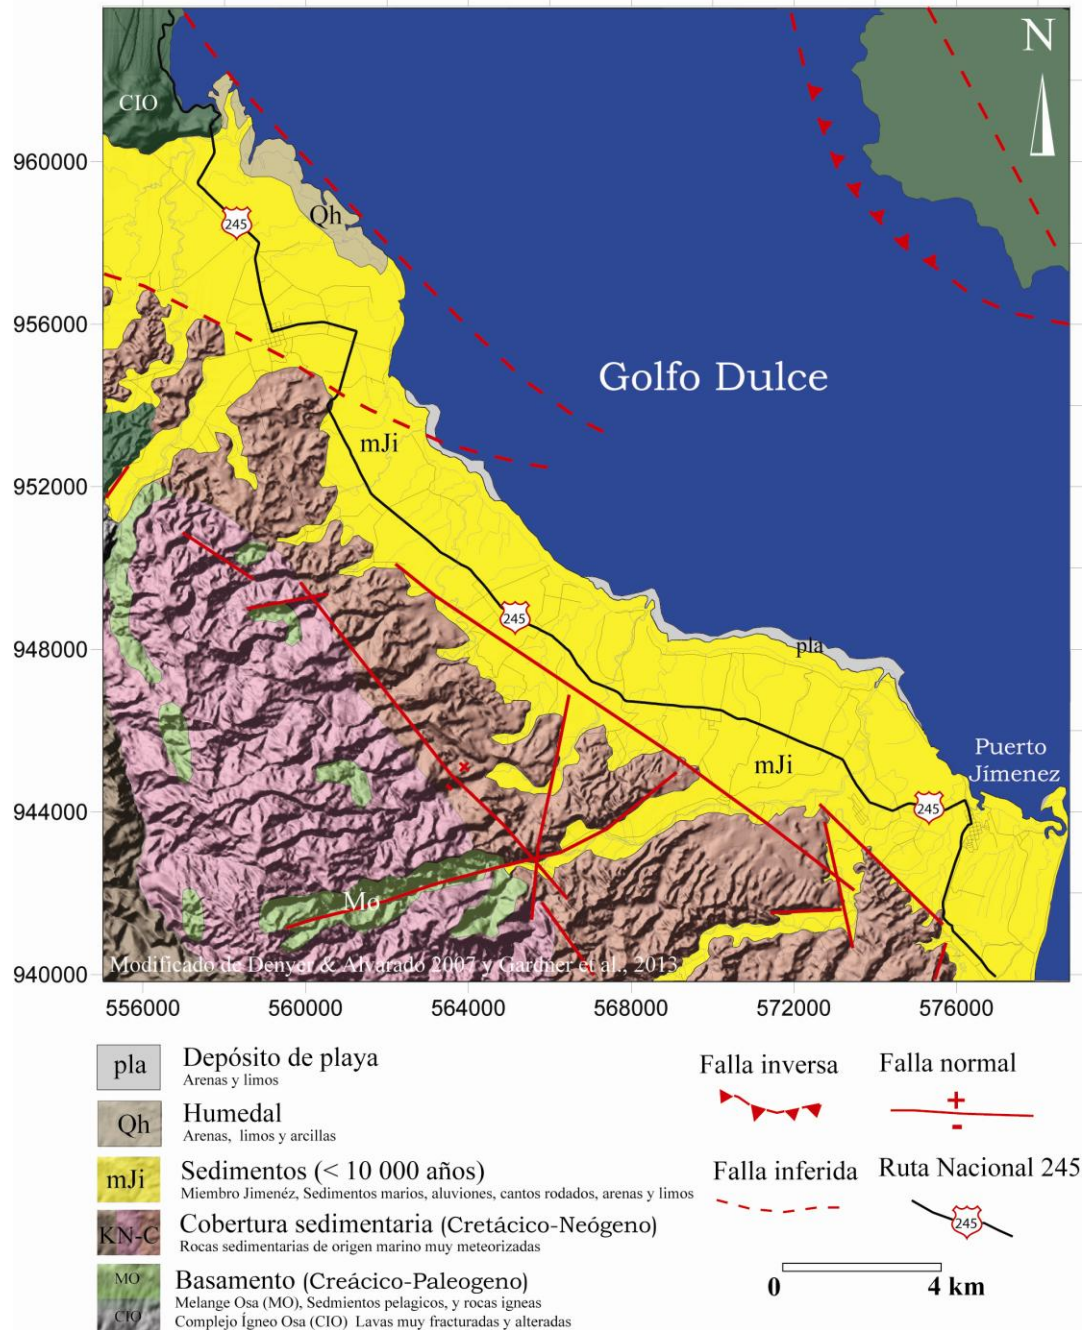 N
CIO
960000
Qh
245
956000
Golfo Dulce
mJi
952000
245
948000
pla
Puerto
Jímenez
mJi
245
944000
Mo
940000
Modificado de Denyer & Alvarado 2007 y Gardner et al., 2013
556000 560000 564000 568000 572000 576000
pla Depósito de playa
Arenas y limos
Qh Humedal
Arenas, limos y arcillas
mJi Sedimentos (< 10 000 años)
Miembro Jimenéz, Sedimentos marios, aluviones, cantos rodados, arenas y limos
KN-C Cobertura sedimentaria (Cretácico-Neógeno)
Rocas sedimentarias de origen marino muy meteorizadas
MO
CIO
Basamento (Creácico-Paleogeno)
Melange Osa (MO), Sedmientos pelagicos, y rocas igneas
Complejo Ígneo Osa (CIO) Lavas muy fracturadas y alteradas
Falla inversa
Falla normal
+
-
Falla inferida
Ruta Nacional 245
245
0 4 km